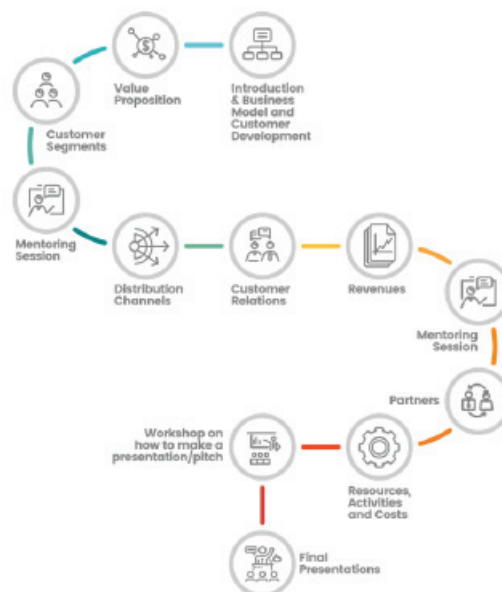 Value
Proposition
Introduction
& Business
Model and
Customer
Development
Customer
Segments
Mentoring
Session
Distribution
Channels
Customer
Relations
Revenues
Mentoring
Session
Partners
Workshop on
how to make a
presentation/pitch
Resources,
Activities
and Costs
Final
Presentations